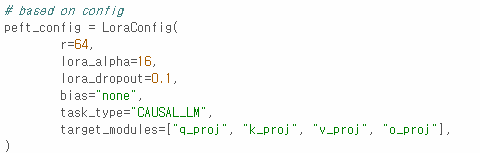 # based on config
peft_config = LoraConfig(
        r=64,
        lora_alpha=16,
        lora_dropout=0.1,
        bias="none",
        task_type="CAUSAL_LM",
        target_modules=["q_proj", "k_proj", "v_proj", "o_proj"],
)